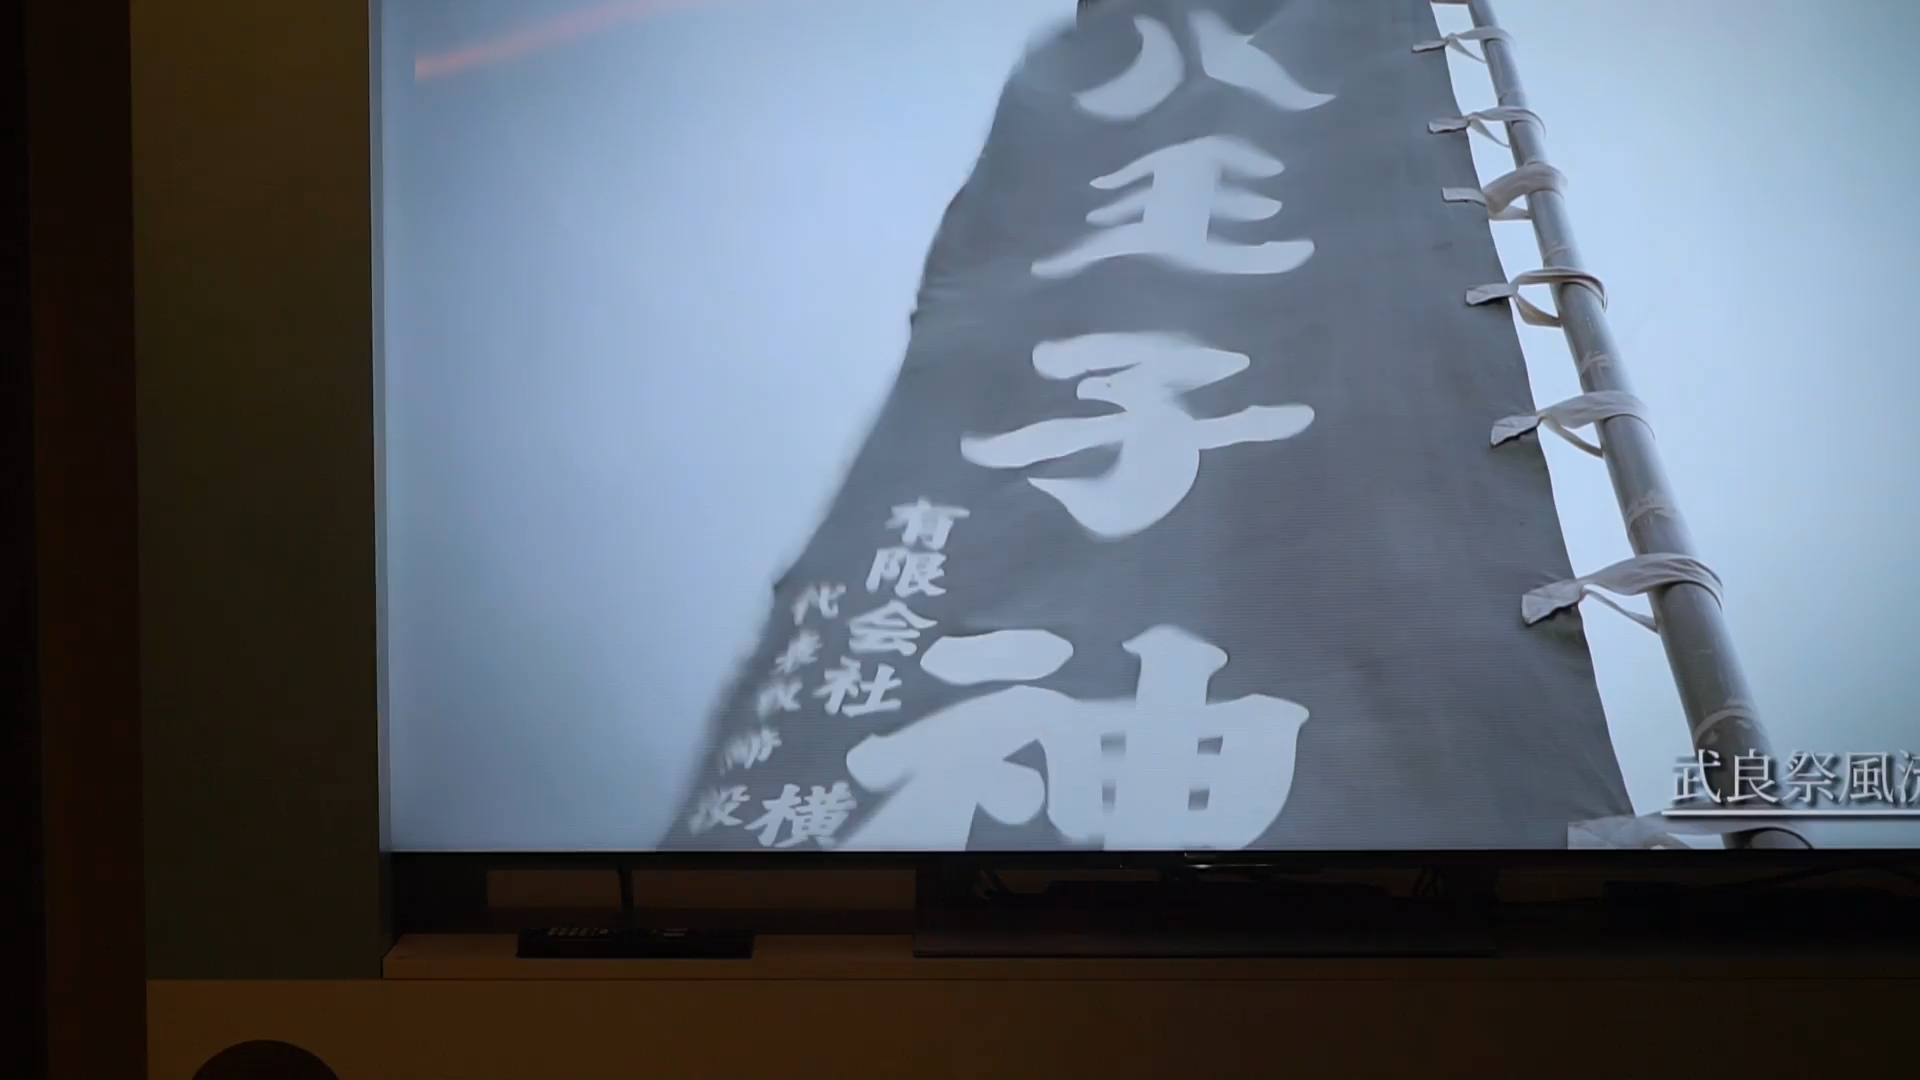 八王子神
有限会社
代表取締役 横
武良祭風流